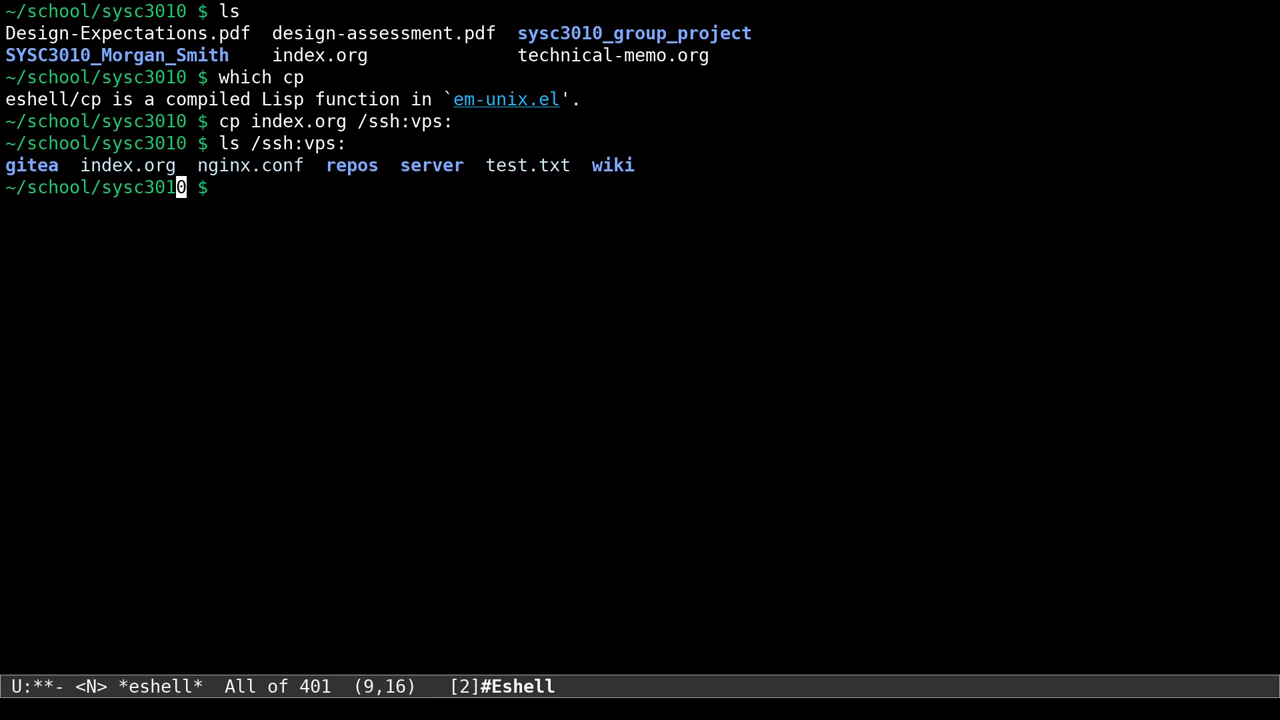 ~/school/sysc3010 $ ls
Design-Expectations.pdf  design-assessment.pdf  sysc3010_group_project
SYSC3010_Morgan_Smith    index.org              technical-memo.org
~/school/sysc3010 $ which cp
eshell/cp is a compiled Lisp function in `em-unix.el'.
~/school/sysc3010 $ cp index.org /ssh:vps:
~/school/sysc3010 $ ls /ssh:vps:
gitea  index.org  nginx.conf  repos  server  test.txt  wiki
~/school/sysc3010 $
U:**- <N> *eshell*  All of 401  (9,16)   [2]#Eshell